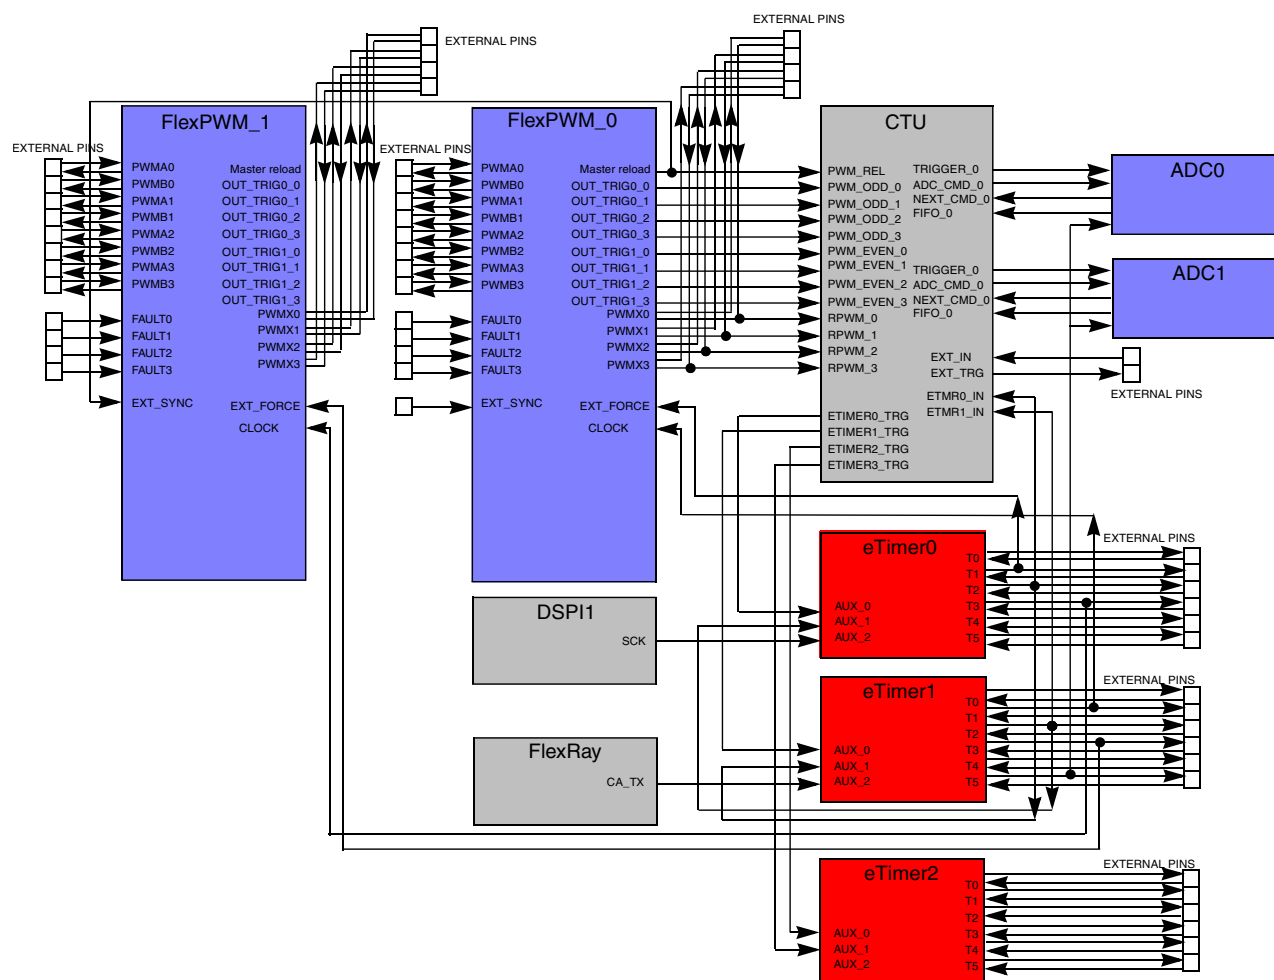 EXTERNAL PINS
EXTERNAL PINS
FlexPWM_1
EXTERNAL PINS
PWMA0
PWMB0
PWMA1
PWMB1
PWMA2
PWMB2
PWMA3
PWMB3
FAULT0
FAULT1
FAULT2
FAULT3
EXT_SYNC
Master reload
OUT_TRIG0_0
OUT_TRIG0_1
OUT_TRIG0_2
OUT_TRIG0_3
OUT_TRIG1_0
OUT_TRIG1_1
OUT_TRIG1_2
OUT_TRIG1_3
PWMX0
PWMX1
PWMX2
PWMX3
EXT_FORCE
CLOCK
FlexPWM_0
EXTERNAL PINS
PWMA0
PWMB0
PWMA1
PWMB1
PWMA2
PWMB2
PWMA3
PWMB3
FAULT0
FAULT1
FAULT2
FAULT3
EXT_SYNC
Master reload
OUT_TRIG0_0
OUT_TRIG0_1
OUT_TRIG0_2
OUT_TRIG0_3
OUT_TRIG1_0
OUT_TRIG1_1
OUT_TRIG1_2
OUT_TRIG1_3
PWMX0
PWMX1
PWMX2
PWMX3
EXT_FORCE
CLOCK
CTU
PWM_REL
PWM_ODD_0
PWM_ODD_1
PWM_ODD_2
PWM_ODD_3
PWM_EVEN_0
PWM_EVEN_1
PWM_EVEN_2
PWM_EVEN_3
RPWM_0
RPWM_1
RPWM_2
RPWM_3
ETIMER0_TRG
ETIMER1_TRG
ETIMER2_TRG
ETIMER3_TRG
TRIGGER_0
ADC_CMD_0
NEXT_CMD_0
FIFO_0
TRIGGER_0
ADC_CMD_0
NEXT_CMD_0
FIFO_0
EXT_IN
EXT_TRG
ETMR0_IN
ETMR1_IN
ADC0
ADC1
EXTERNAL PINS
eTimer0
AUX_0
AUX_1
AUX_2
T0
T1
T2
T3
T4
T5
EXTERNAL PINS
DSPI1
SCK
eTimer1
AUX_0
AUX_1
AUX_2
T0
T1
T2
T3
T4
T5
EXTERNAL PINS
FlexRay
CA_TX
eTimer2
AUX_0
AUX_1
AUX_2
T0
T1
T2
T3
T4
T5
EXTERNAL PINS